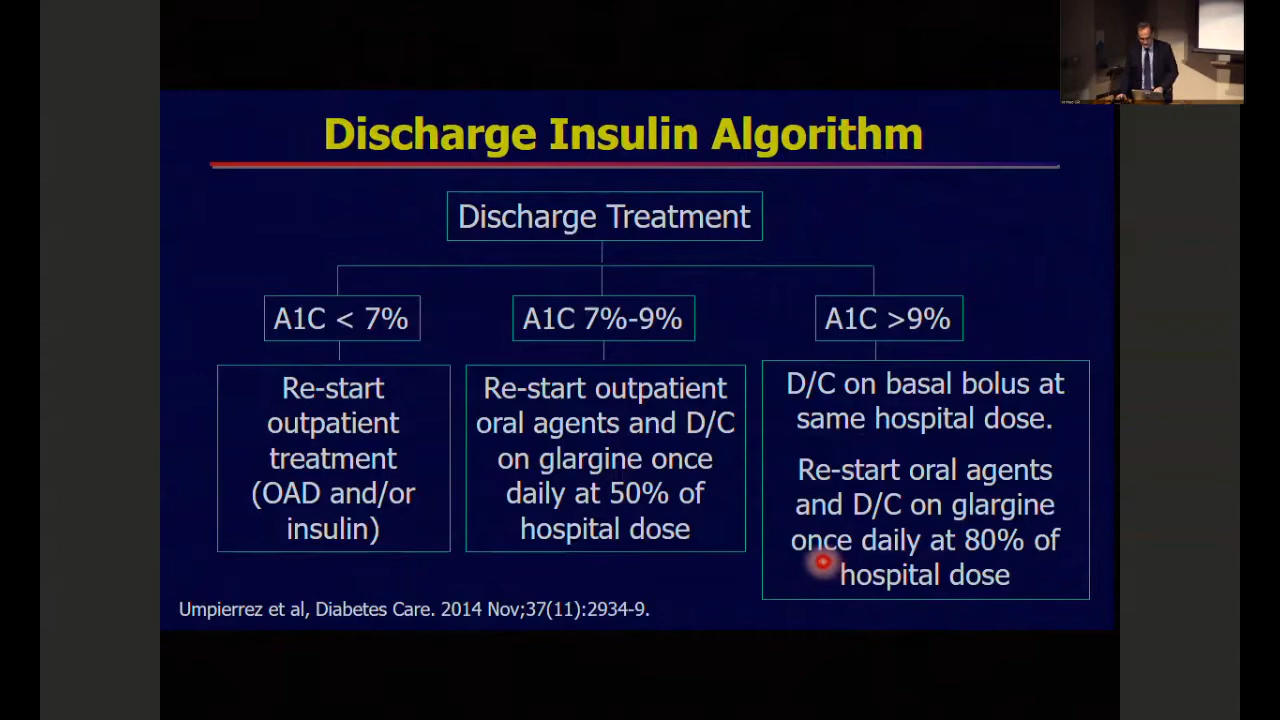 Discharge Insulin Algorithm
Discharge Treatment
A1C < 7%
A1C 7%-9%
A1C >9%
Re-start
outpatient
treatment
(OAD and/or
insulin)
Re-start outpatient
oral agents and D/C
on glargine once
daily at 50% of
hospital dose
D/C on basal bolus at
same hospital dose.
Re-start oral agents
and D/C on glargine
once daily at 80% of
hospital dose
Umpierrez et al, Diabetes Care. 2014 Nov;37(11):2934-9.